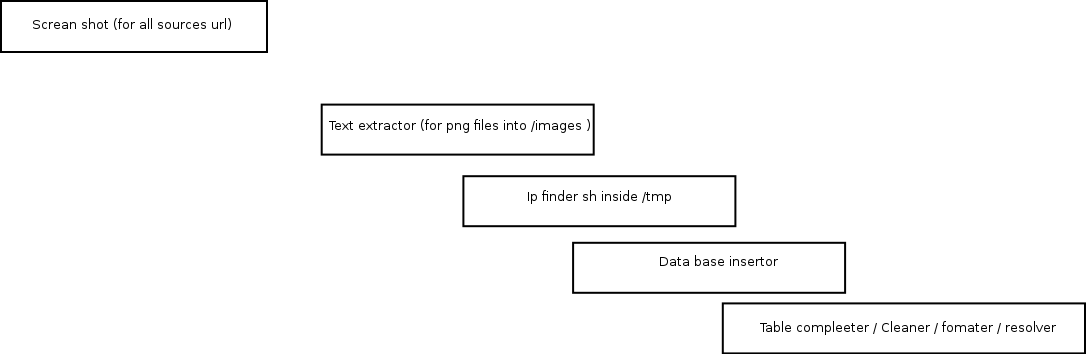 Screan shot (for all sources url)
Text extractor (for png files into /images )
Ip finder sh inside /tmp
Data base insertor
Table compleeter / Cleaner / fomater / resolver